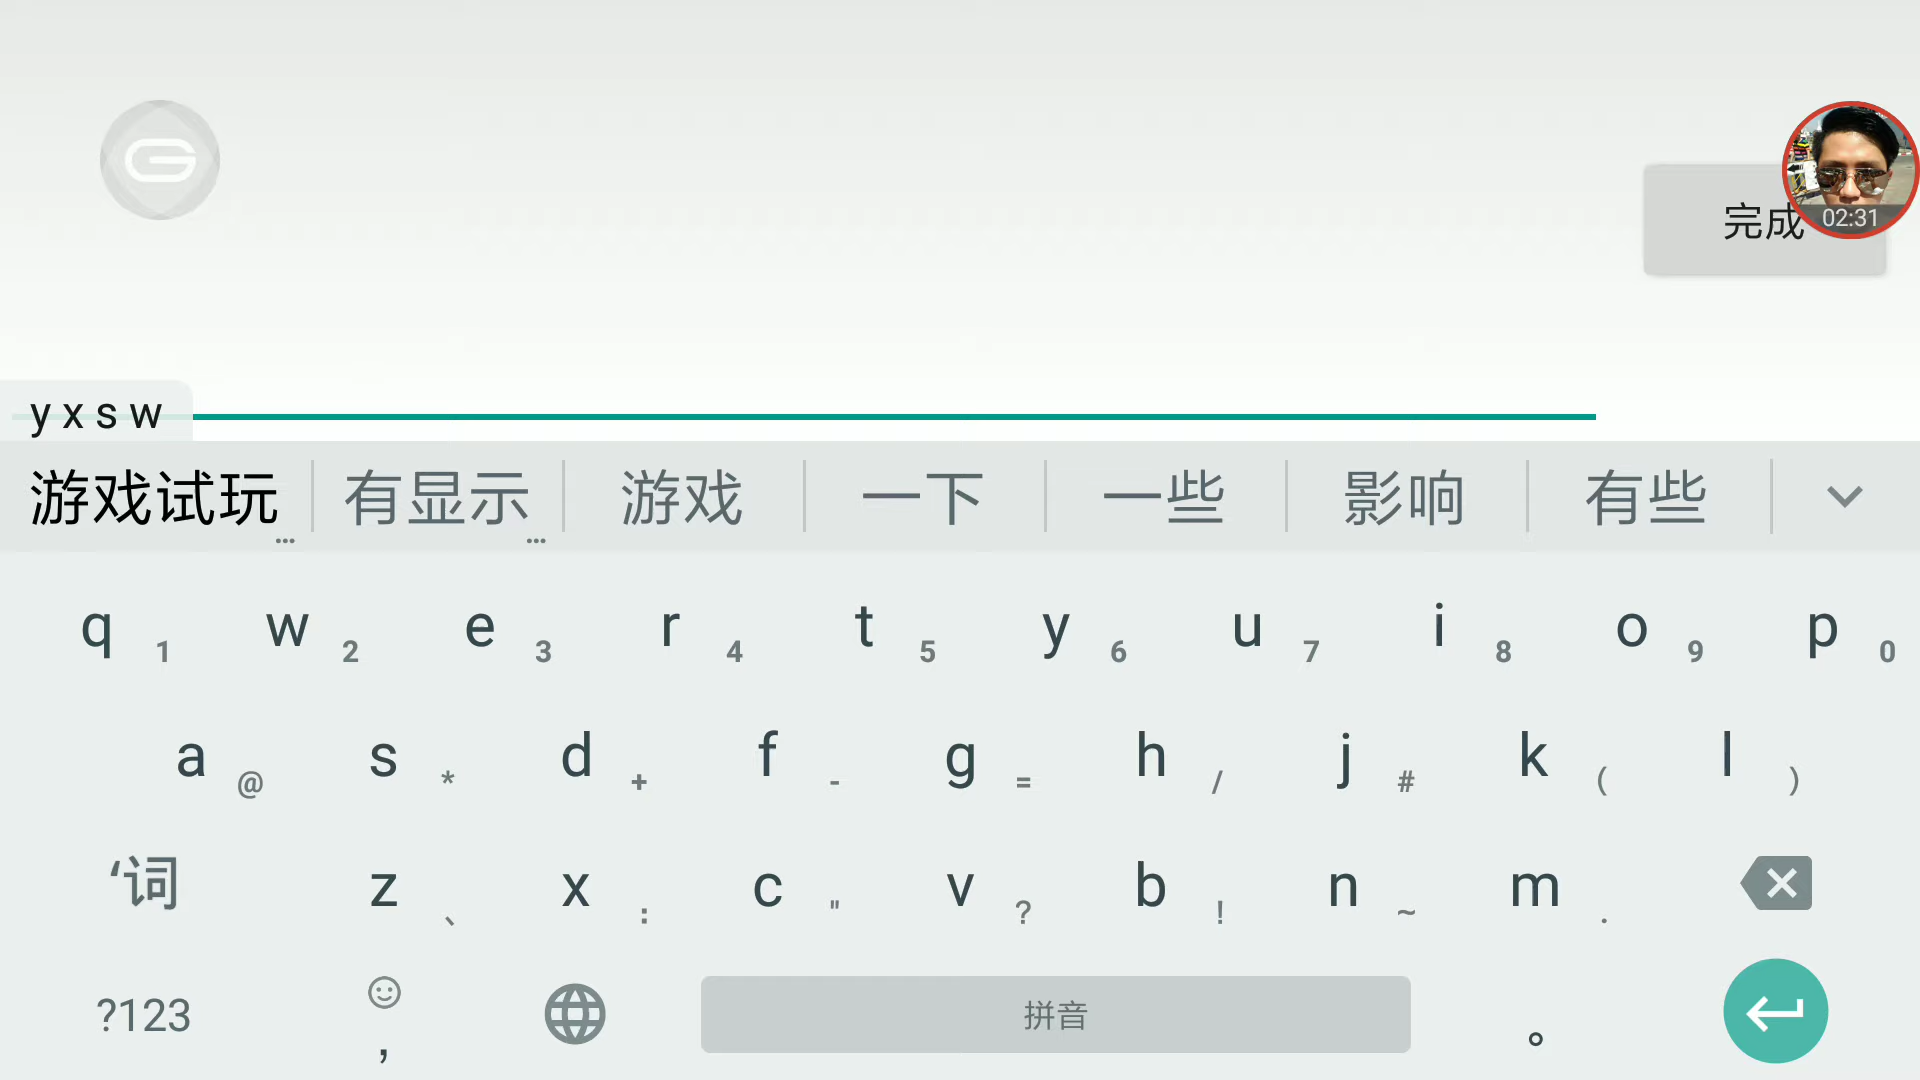 完成
02:31
y x s w
游戏试玩 有显示 游戏 一下 一些 影响 有些
q 1 w 2 e 3 r 4 t 5 y 6 u 7 i 8 o 9 p 0
a @ s * d + f - g = h / j # k ( l )
‘词 z 、 x : c " v ? b ! n ~ m .
?123 , 拼音 。